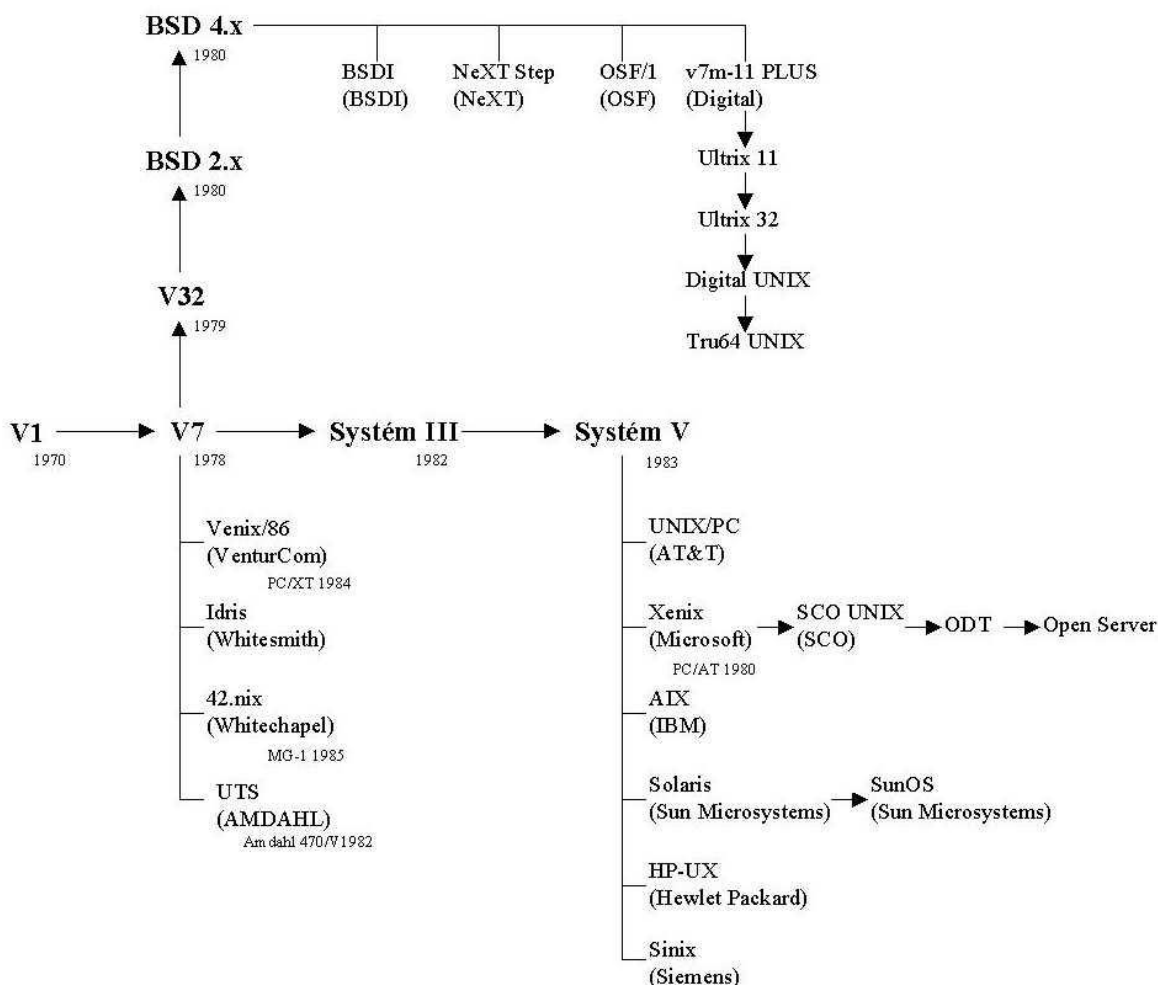 BSD 4.x
1980
BSDI
(BSDI)
NeXT Step
(NeXT)
OSF/1
(OSF)
v7m-11 PLUS
(Digital)
Ultrix 11
Ultrix 32
Digital UNIX
Tru64 UNIX
BSD 2.x
1980
V32
1979
V1
1970
V7
1978
Systém III
1982
Systém V
1983
Venix/86
(VenturCom)
PC/XT 1984
Idris
(Whitesmith)
42.nix
(Whitechapel)
MG-1 1985
UTS
(AMDAHL)
Amdahl 470/V1982
UNIX/PC
(AT&T)
Xenix
(Microsoft)
PC/AT 1980
SCO UNIX
(SCO)
ODT
Open Server
AIX
(IBM)
Solaris
(Sun Microsystems)
SunOS
(Sun Microsystems)
HP-UX
(Hewlet Packard)
Sinix
(Siemens)